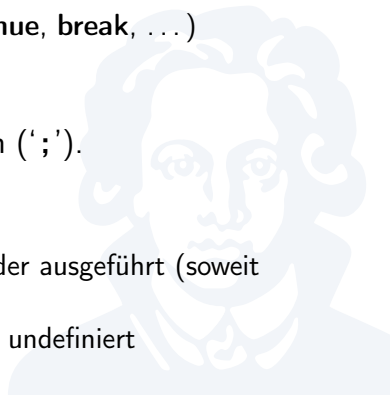 nue, break, ...)
n (‘;’).
der ausgeführt (soweit
undefiniert